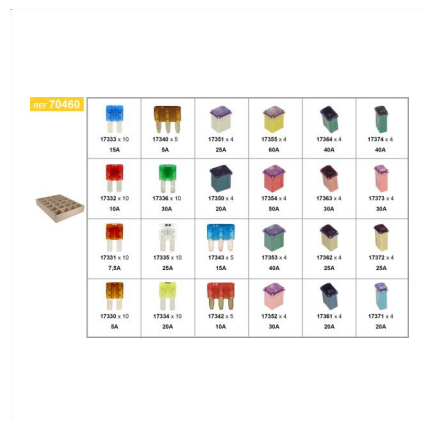 REF 70460
17333 x 10
15A
17340 x 5
5A
17351 x 4
25A
17355 x 4
60A
17364 x 4
40A
17374 x 4
40A
17332 x 10
10A
17336 x 10
30A
17350 x 4
20A
17354 x 4
50A
17363 x 4
30A
17373 x 4
30A
17331 x 10
7,5A
17335 x 10
25A
17343 x 5
15A
17353 x 4
40A
17362 x 4
25A
17372 x 4
25A
17330 x 10
5A
17334 x 10
20A
17342 x 5
10A
17352 x 4
30A
17361 x 4
20A
17371 x 4
20A